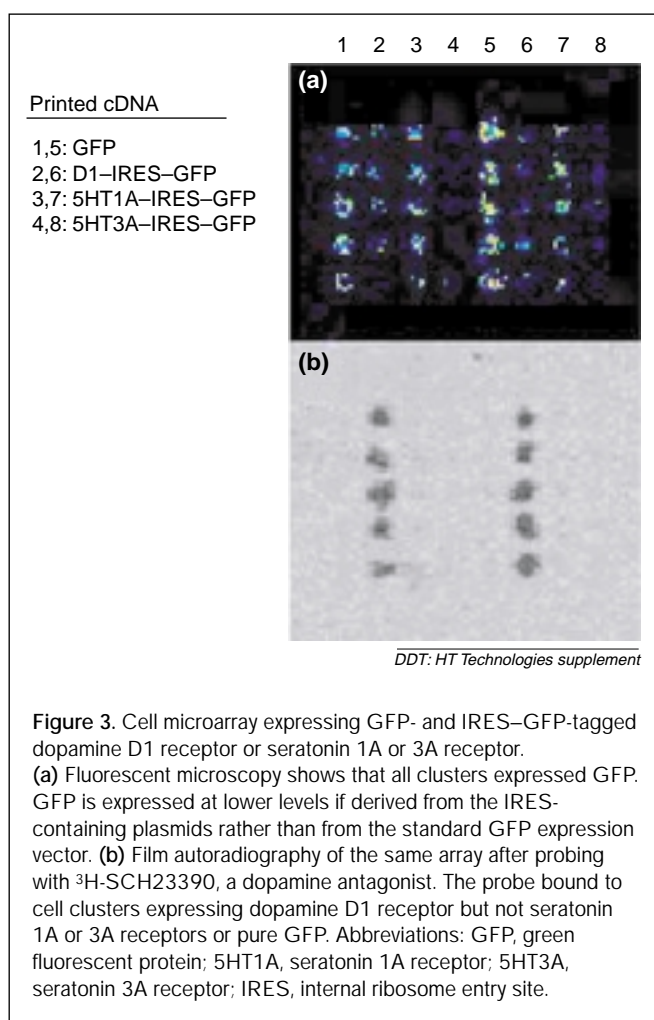 1 2 3 4 5 6 7 8
(a)
Printed cDNA
1,5: GFP
2,6: D1–IRES–GFP
3,7: 5HT1A–IRES–GFP
4,8: 5HT3A–IRES–GFP
(b)
DDT: HT Technologies supplement
Figure 3. Cell microarray expressing GFP- and IRES–GFP-tagged
dopamine D1 receptor or seratonin 1A or 3A receptor.
(a) Fluorescent microscopy shows that all clusters expressed GFP.
GFP is expressed at lower levels if derived from the IRES-
containing plasmids rather than from the standard GFP expression
vector. (b) Film autoradiography of the same array after probing
with ³H-SCH23390, a dopamine antagonist. The probe bound to
cell clusters expressing dopamine D1 receptor but not seratonin
1A or 3A receptors or pure GFP. Abbreviations: GFP, green
fluorescent protein; 5HT1A, seratonin 1A receptor; 5HT3A,
seratonin 3A receptor; IRES, internal ribosome entry site.